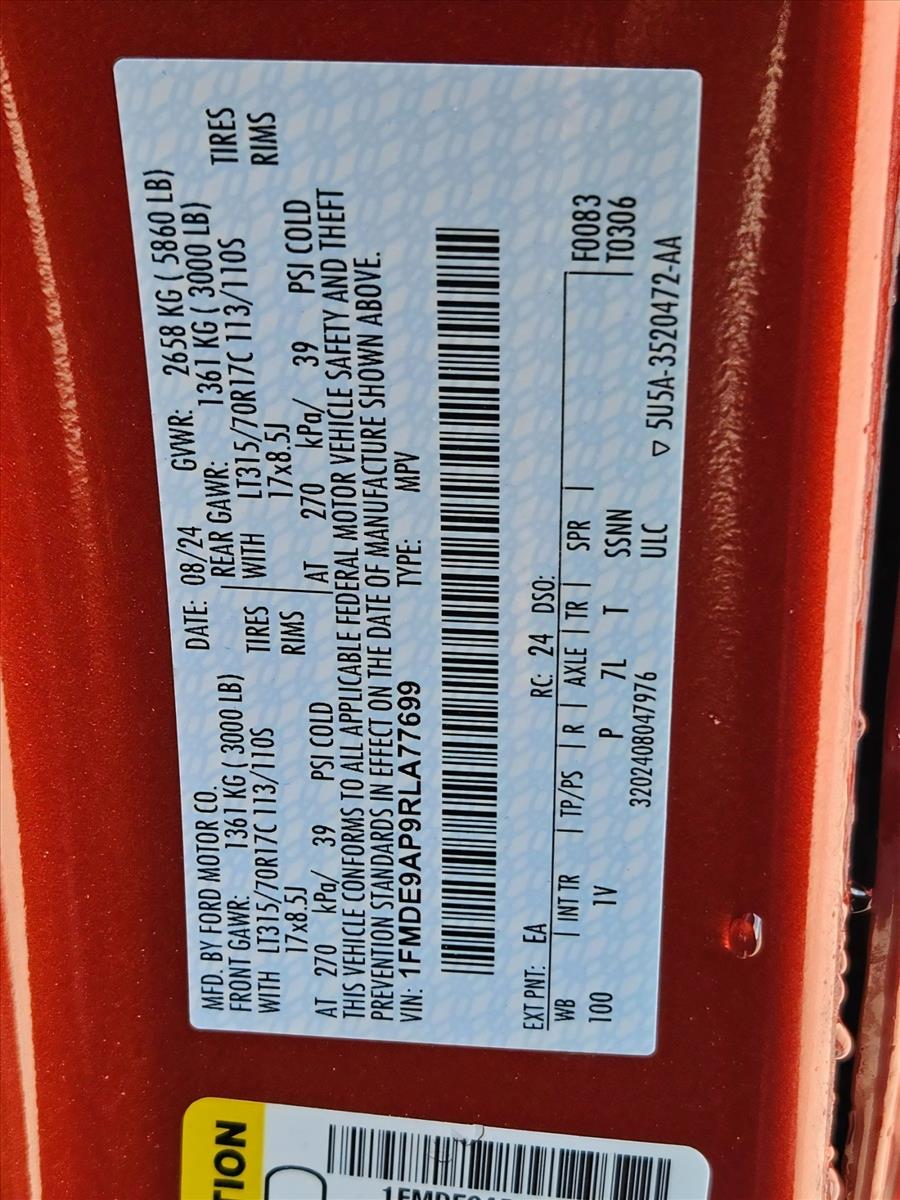 MFD. BY FORD MOTOR CO. DATE: 08/24 GVWR: 2658 KG ( 5860 LB)
FRONT GAWR: 1361 KG ( 3000 LB) REAR GAWR: 1361 KG ( 3000 LB)
WITH LT315/70R17C 113/110S TIRES WITH LT315/70R17C 113/110S TIRES
17x8.5J RIMS 17x8.5J RIMS
AT 270 kPa/ 39 PSI COLD AT 270 kPa/ 39 PSI COLD
THIS VEHICLE CONFORMS TO ALL APPLICABLE FEDERAL MOTOR VEHICLE SAFETY AND THEFT
PREVENTION STANDARDS IN EFFECT ON THE DATE OF MANUFACTURE SHOWN ABOVE.
VIN: 1FMDE9AP9RLA77699 TYPE: MPV
EXT PNT: EA RC: 24 DSO: F0083
WB INT TR TP/PS R AXLE TR SPR T0306
100 1V P 7L T SSNN
320240804­7976 ULC ▽ 5U5A-3520472-AA